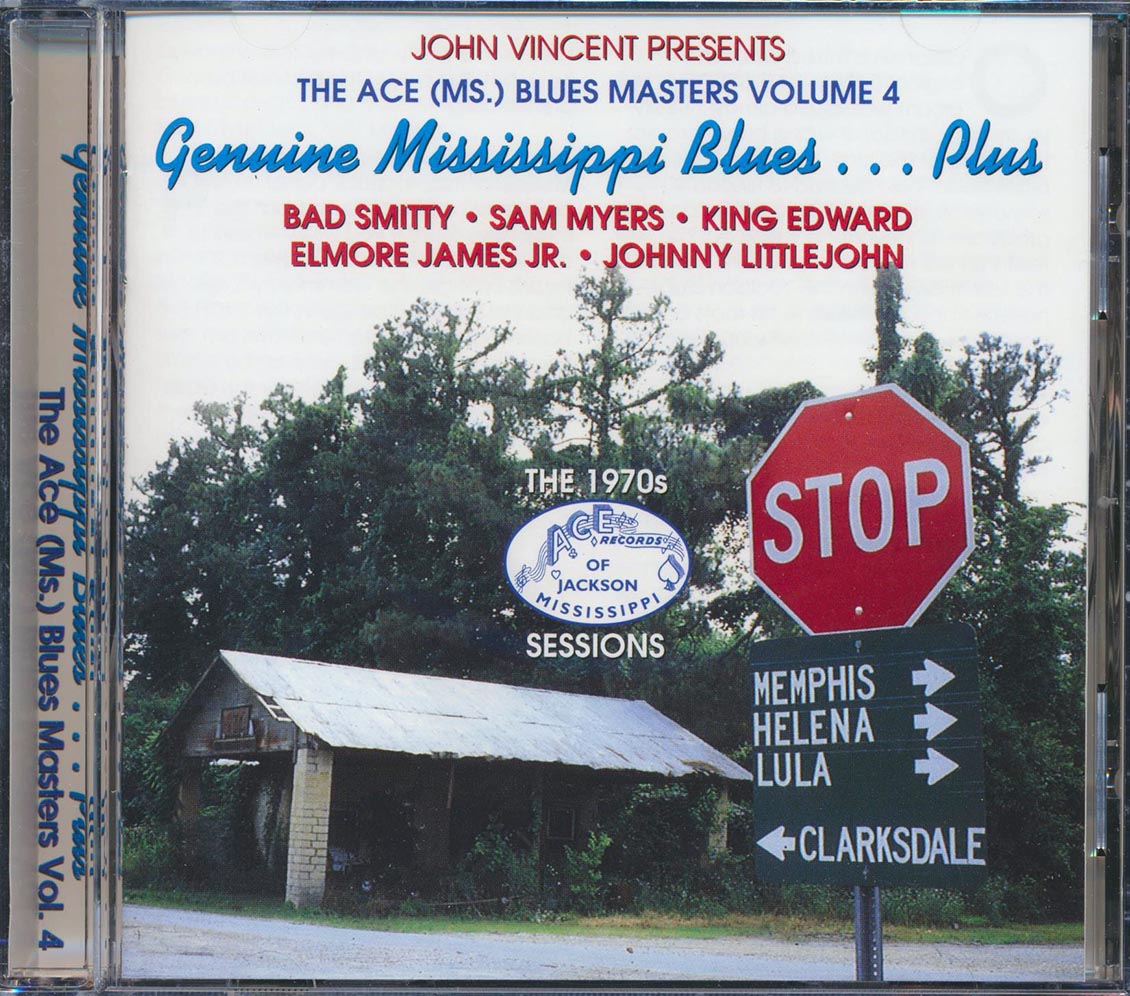 JOHN VINCENT PRESENTS
THE ACE (MS.) BLUES MASTERS VOLUME 4
Genuine Mississippi Blues . . . Plus
BAD SMITTY • SAM MYERS • KING EDWARD
ELMORE JAMES JR. • JOHNNY LITTLEJOHN
THE 1970s
ACE
RECORDS
OF
JACKSON
MISSISSIPPI
SESSIONS
STOP
MEMPHIS
HELENA
LULA
CLARKSDALE
Genuine Mississippi Blues . . . Plus
The Ace (Ms.) Blues Masters Vol. 4